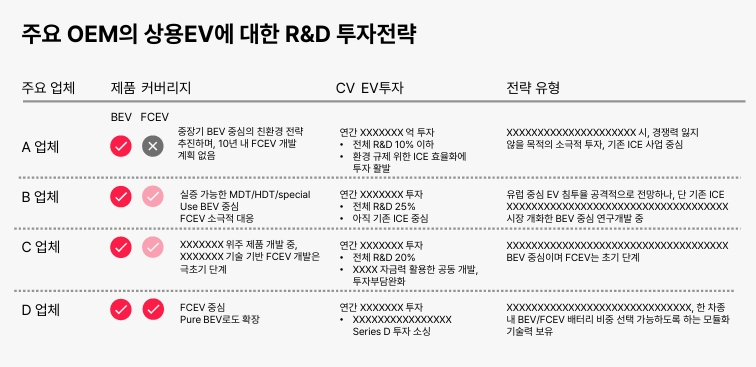 주요 OEM의 상용EV에 대한 R&D 투자전략
주요 업체 제품 커버리지 CV EV투자 전략 유형
BEV FCEV
A 업체
중장기 BEV 중심의 친환경 전략
추진하며, 10년 내 FCEV 개발
계획 없음
연간 XXXXXXX 억 투자
• 전체 R&D 10% 이하
• 환경 규제 위한 ICE 효율화에
투자 활발
XXXXXXXXXXXXXXXXXXXXX 시, 경쟁력 잃지
않을 목적의 소극적 투자, 기존 ICE 사업 중심
B 업체
실증 가능한 MDT/HDT/special
Use BEV 중심
FCEV 소극적 대응
연간 XXXXXXX 투자
• 전체 R&D 25%
• 아직 기존 ICE 중심
유럽 중심 EV 침투율 공격적으로 전망하나, 단 기존 ICE
XXXXXXXXXXXXXXXXXXXXXXXXXXXXXXXXXXX
시장 개화한 BEV 중심 연구개발 중
C 업체
XXXXXXX 위주 제품 개발 중,
XXXXXXX 기술 기반 FCEV 개발은
극초기 단계
연간 XXXXXXX 투자
• 전체 R&D 20%
• XXXX 자금력 활용한 공동 개발,
투자부담완화
XXXXXXXXXXXXXXXXXXXXXXXXXXXXXXXXXXX
BEV 중심이며 FCEV는 초기 단계
D 업체
FCEV 중심
Pure BEV로도 확장
연간 XXXXXXX 투자
• XXXXXXXXXXXXXXXX
Series D 투자 소싱
XXXXXXXXXXXXXXXXXXXXXXXXXXXXX, 한 차종
내 BEV/FCEV 배터리 비중 선택 가능하도록 하는 모듈화
기술력 보유